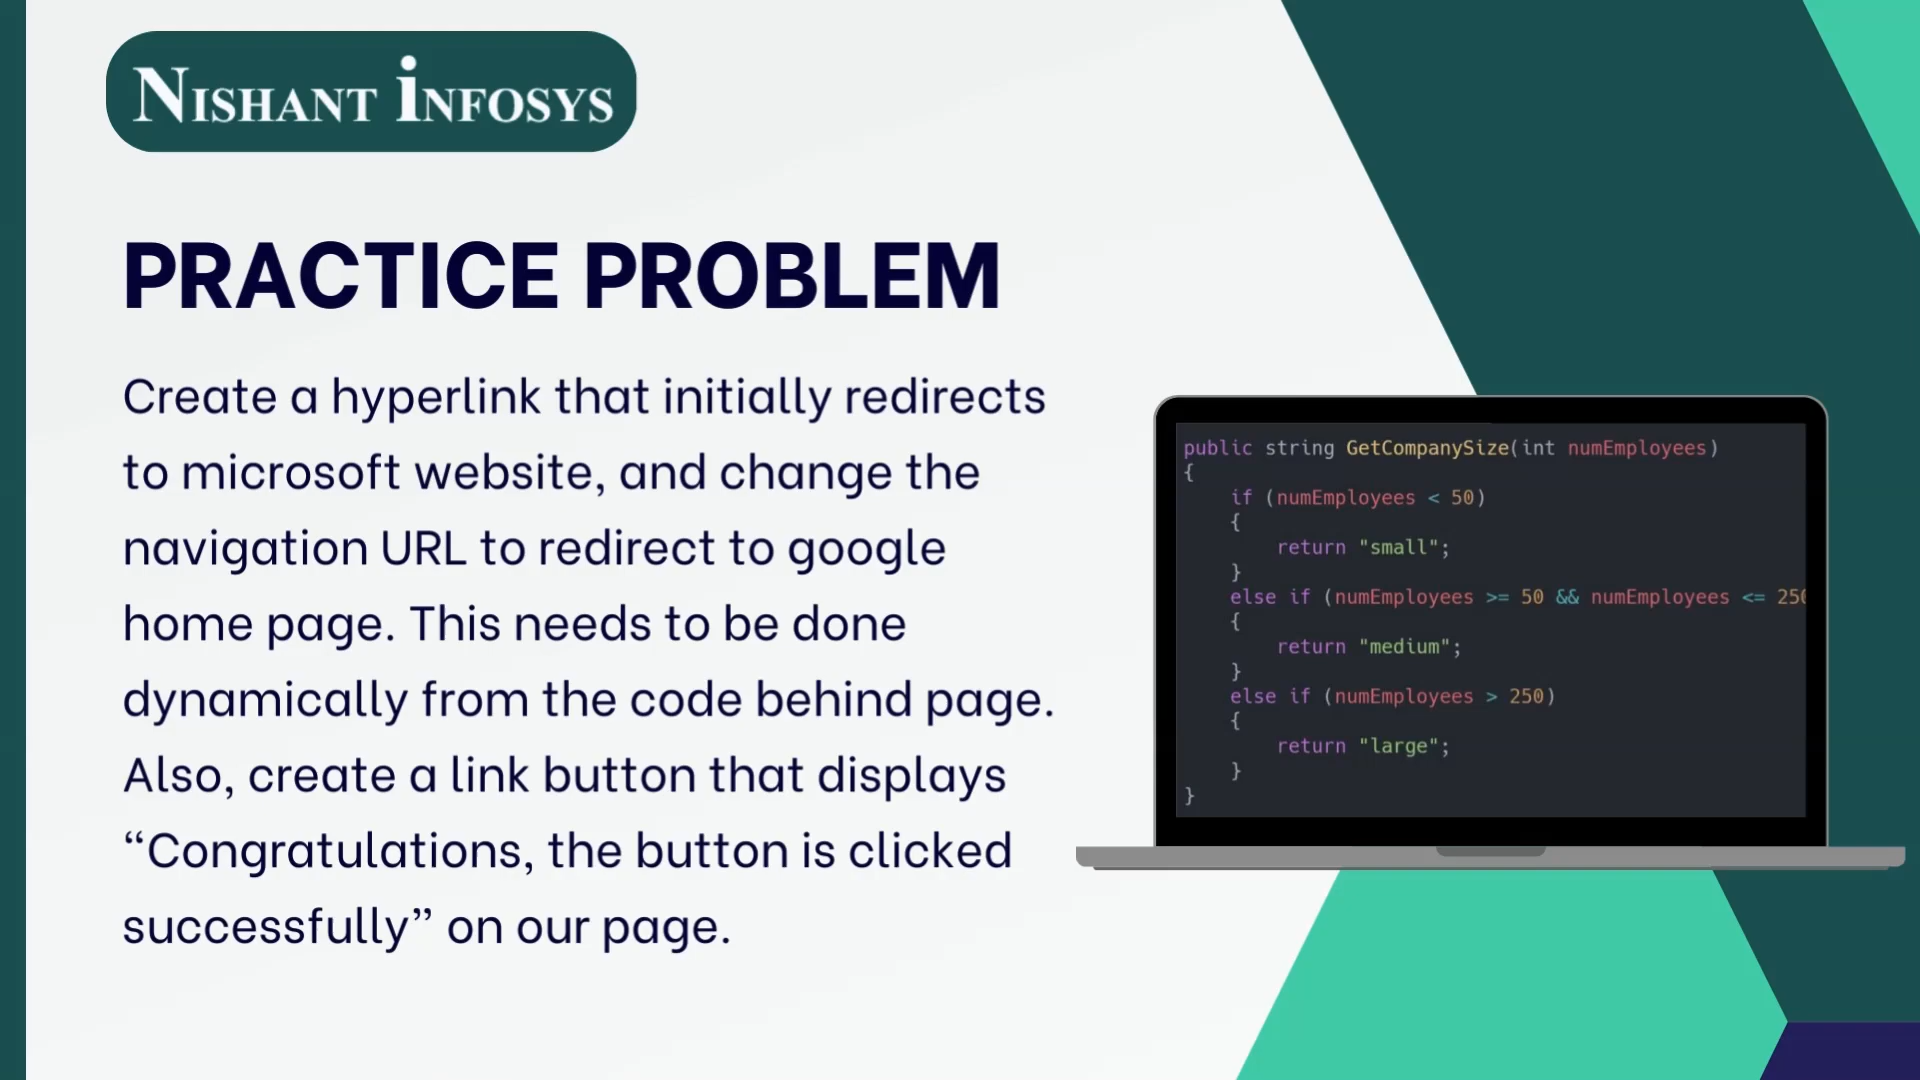 NISHANT iNFOSYS
PRACTICE PROBLEM
Create a hyperlink that initially redirects
to microsoft website, and change the
navigation URL to redirect to google
home page. This needs to be done
dynamically from the code behind page.
Also, create a link button that displays
“Congratulations, the button is clicked
successfully” on our page.
public string GetCompanySize(int numEmployees)
{
if (numEmployees < 50)
{
return "small";
}
else if (numEmployees >= 50 && numEmployees <= 250
{
return "medium";
}
else if (numEmployees > 250)
{
return "large";
}
}